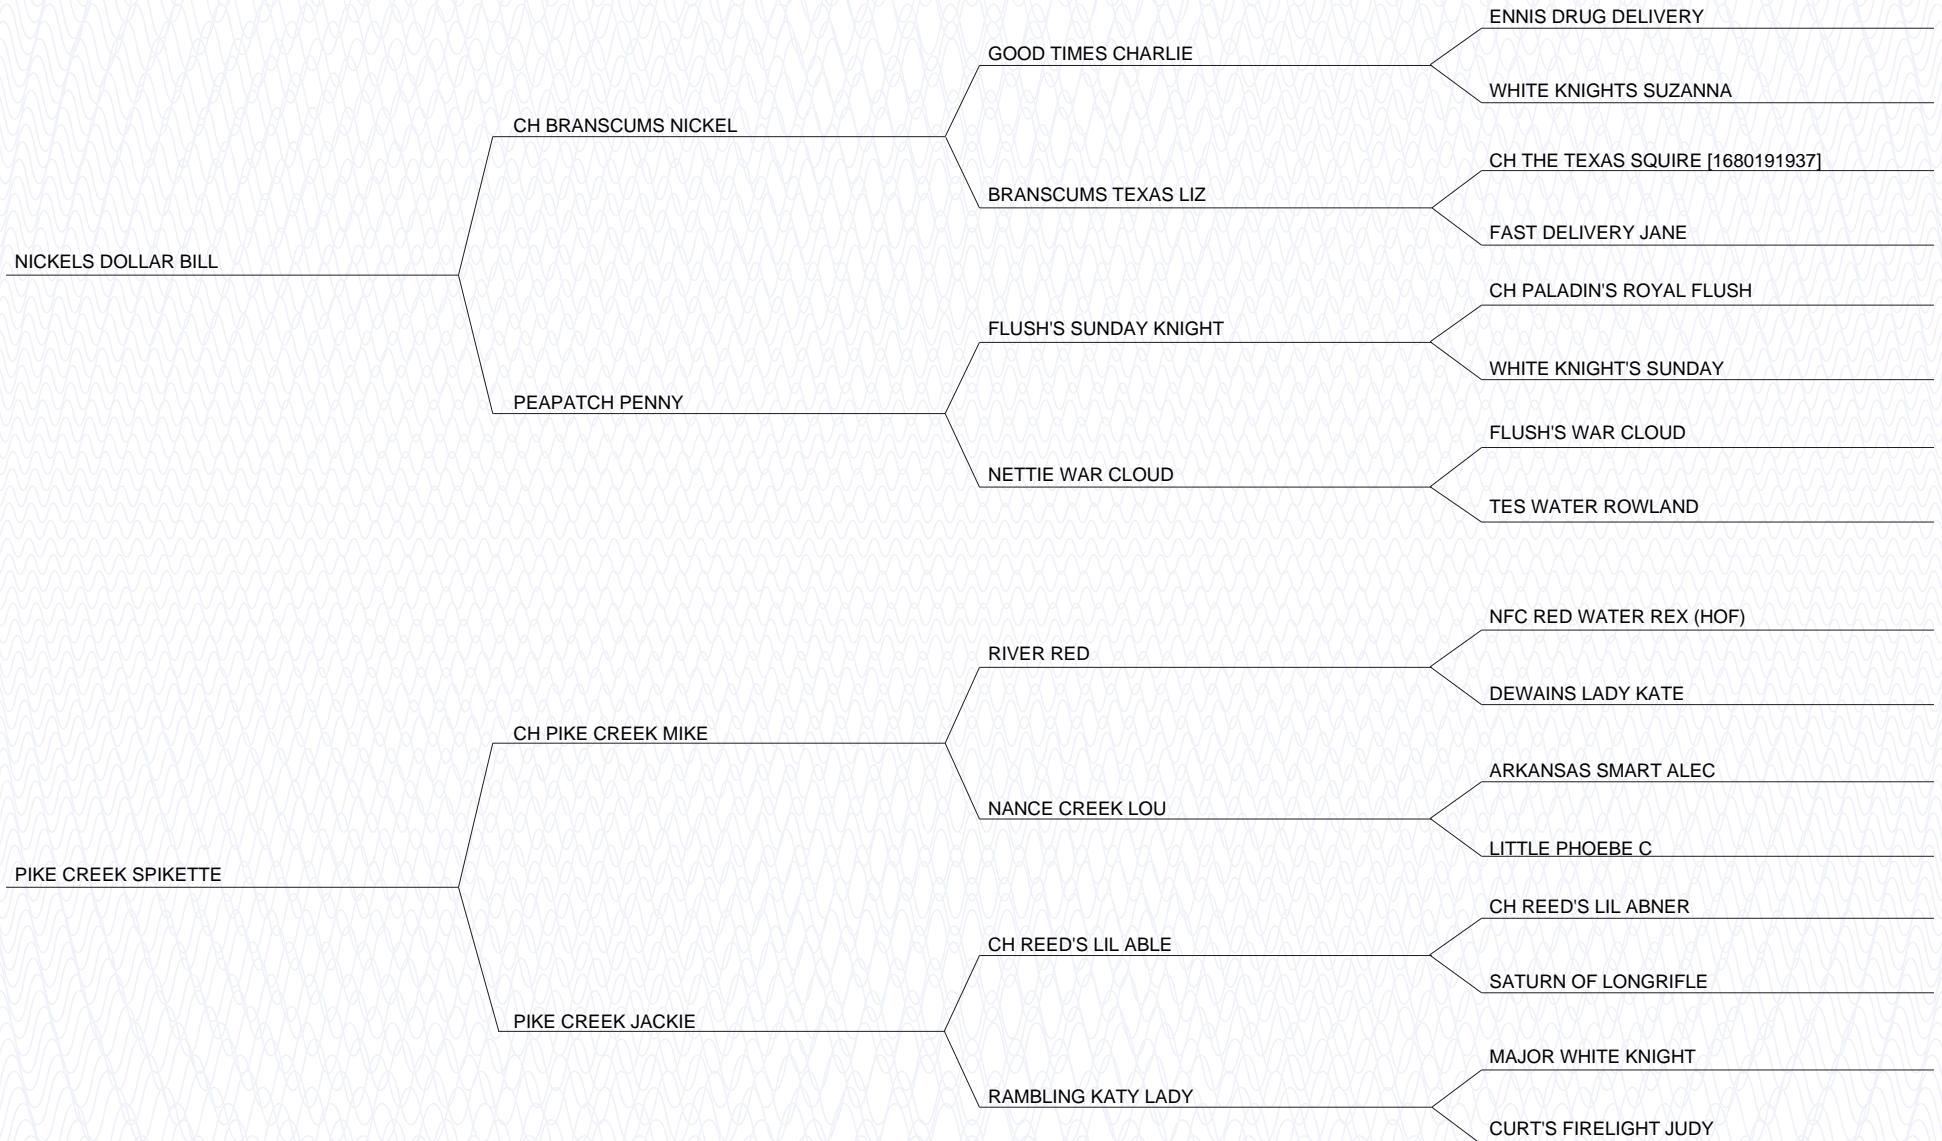 ENNIS DRUG DELIVERY
GOOD TIMES CHARLIE
WHITE KNIGHTS SUZANNA
CH BRANSCUMS NICKEL
CH THE TEXAS SQUIRE [1680191937]
BRANSCUMS TEXAS LIZ
FAST DELIVERY JANE
NICKELS DOLLAR BILL
CH PALADIN'S ROYAL FLUSH
FLUSH'S SUNDAY KNIGHT
WHITE KNIGHT'S SUNDAY
PEAPATCH PENNY
FLUSH'S WAR CLOUD
NETTIE WAR CLOUD
TES WATER ROWLAND
NFC RED WATER REX (HOF)
RIVER RED
DEWAINS LADY KATE
CH PIKE CREEK MIKE
ARKANSAS SMART ALEC
NANCE CREEK LOU
LITTLE PHOEBE C
PIKE CREEK SPIKETTE
CH REED'S LIL ABNER
CH REED'S LIL ABLE
SATURN OF LONGRIFLE
PIKE CREEK JACKIE
MAJOR WHITE KNIGHT
RAMBLING KATY LADY
CURT'S FIRELIGHT JUDY